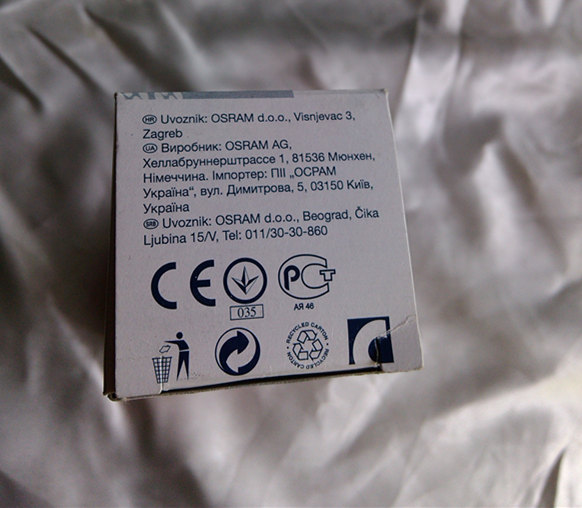 HR Uvoznik: OSRAM d.o.o., Visnjevac 3,
Zagreb
UA Виробник: OSRAM AG,
Хеллабруннерштрассе 1, 81536 Мюнхен,
Німеччина. Імпортер: ПІІ „ОСРАМ
Україна“, вул. Димитрова, 5, 03150 Київ,
Україна
SRB Uvoznik: OSRAM d.o.o., Beograd, Čika
Ljubina 15/V, Tel: 011/30-30-860
CE
РСТ
035
АЯ 46
RECYCLED CARTON RECYCLED CARTON